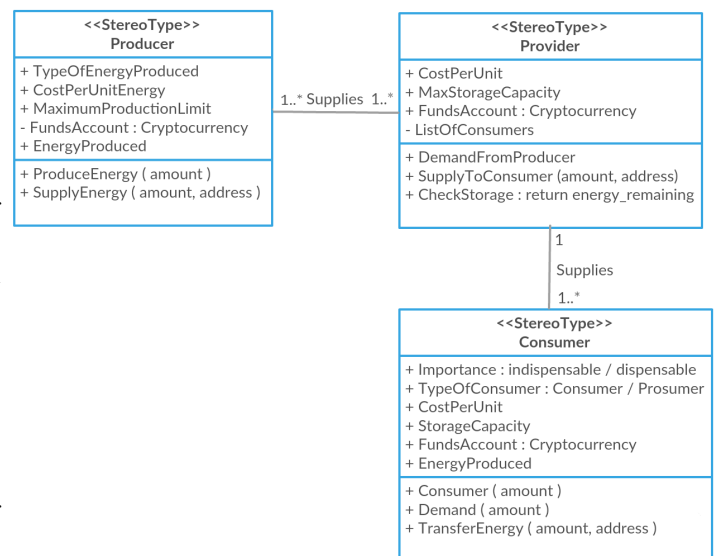 <<StereoType>>
Producer
+ TypeOfEnergyProduced
+ CostPerUnitEnergy
+ MaximumProductionLimit
- FundsAccount : Cryptocurrency
+ EnergyProduced
+ ProduceEnergy ( amount )
+ SupplyEnergy ( amount, address )
1..* Supplies 1..*
<<StereoType>>
Provider
+ CostPerUnit
+ MaxStorageCapacity
+ FundsAccount : Cryptocurrency
- ListOfConsumers
+ DemandFromProducer
+ SupplyToConsumer (amount, address)
+ CheckStorage : return energy_remaining
1
Supplies
1..*
<<StereoType>>
Consumer
+ Importance : indispensable / dispensable
+ TypeOfConsumer : Consumer / Prosumer
+ CostPerUnit
+ StorageCapacity
+ FundsAccount : Cryptocurrency
+ EnergyProduced
+ Consumer ( amount )
+ Demand ( amount )
+ TransferEnergy ( amount, address )